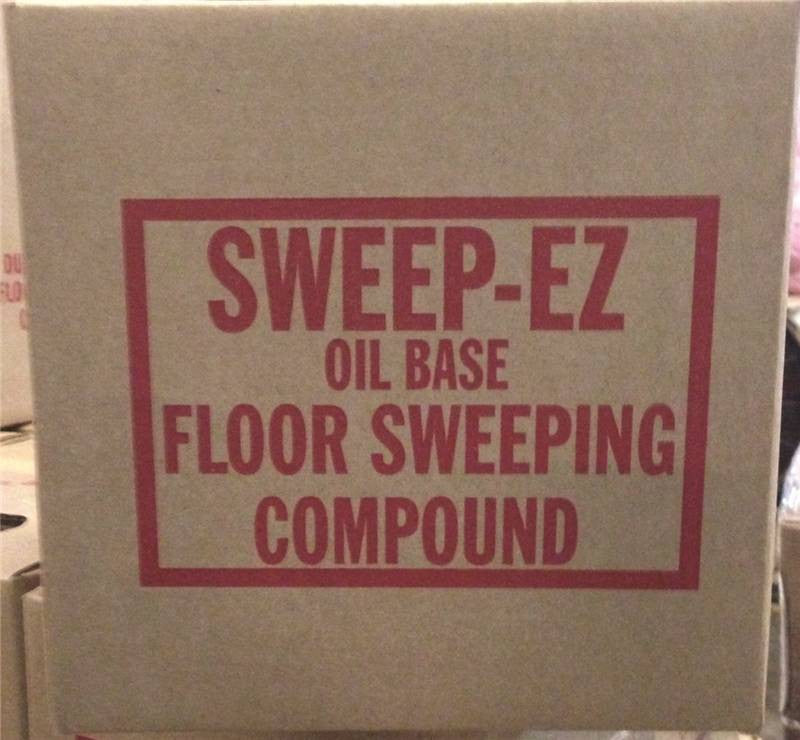 SWEEP-EZ
OIL BASE
FLOOR SWEEPING
COMPOUND